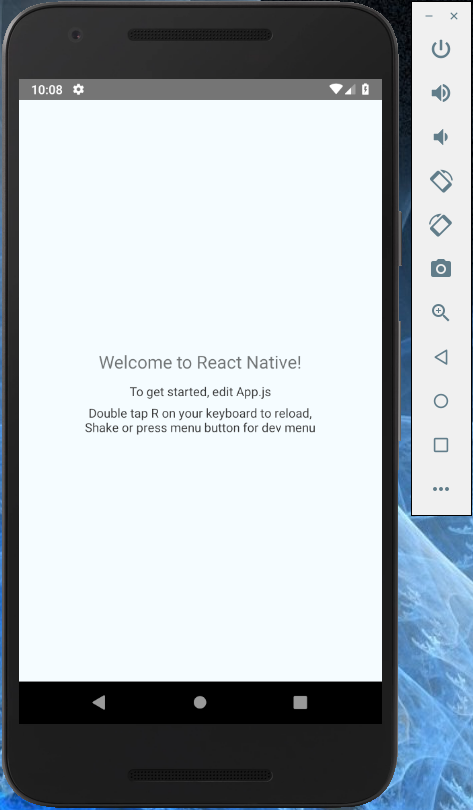 10:08
Welcome to React Native!
To get started, edit App.js
Double tap R on your keyboard to reload,
Shake or press menu button for dev menu